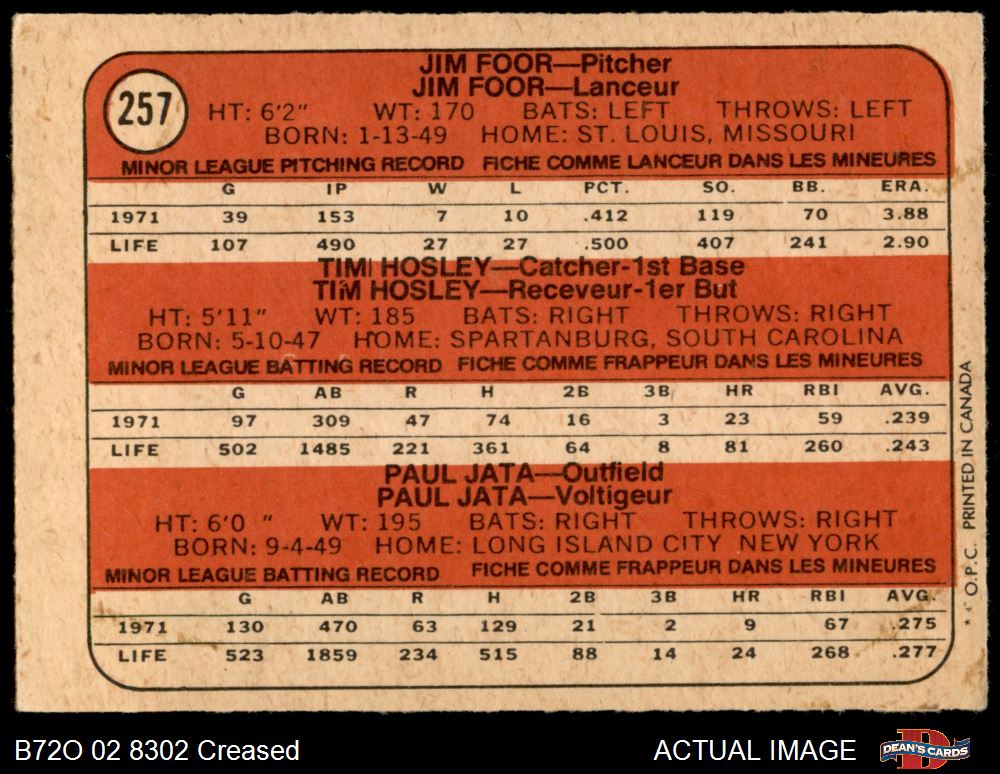 257
JIM FOOR—Pitcher
JIM FOOR—Lanceur
HT: 6'2" WT: 170 BATS: LEFT THROWS: LEFT
BORN: 1-13-49 HOME: ST. LOUIS, MISSOURI
MINOR LEAGUE PITCHING RECORD FICHE COMME LANCEUR DANS LES MINEURES
G IP W L PCT. SO. BB. ERA.
1971 39 153 7 10 .412 119 70 3.88
LIFE 107 490 27 27 .500 407 241 2.90
TIM HOSLEY—Catcher-1st Base
TIM HOSLEY—Receveur-1er But
HT: 5'11" WT: 185 BATS: RIGHT THROWS: RIGHT
BORN: 5-10-47 HOME: SPARTANBURG, SOUTH CAROLINA
MINOR LEAGUE BATTING RECORD FICHE COMME FRAPPEUR DANS LES MINEURES
G AB R H 2B 3B HR RBI AVG.
1971 97 309 47 74 16 3 23 59 .239
LIFE 502 1485 221 361 64 8 81 260 .243
PAUL JATA—Outfield
PAUL JATA—Voltigeur
HT: 6'0 " WT: 195 BATS: RIGHT THROWS: RIGHT
BORN: 9-4-49 HOME: LONG ISLAND CITY NEW YORK
MINOR LEAGUE BATTING RECORD FICHE COMME FRAPPEUR DANS LES MINEURES
G AB R H 2B 3B HR RBI AVG.
1971 130 470 63 129 21 2 9 67 .275
LIFE 523 1859 234 515 88 14 24 268 .277
* * O.P.C. PRINTED IN CANADA
B72O 02 8302 Creased
ACTUAL IMAGE
DEAN'S CARDS